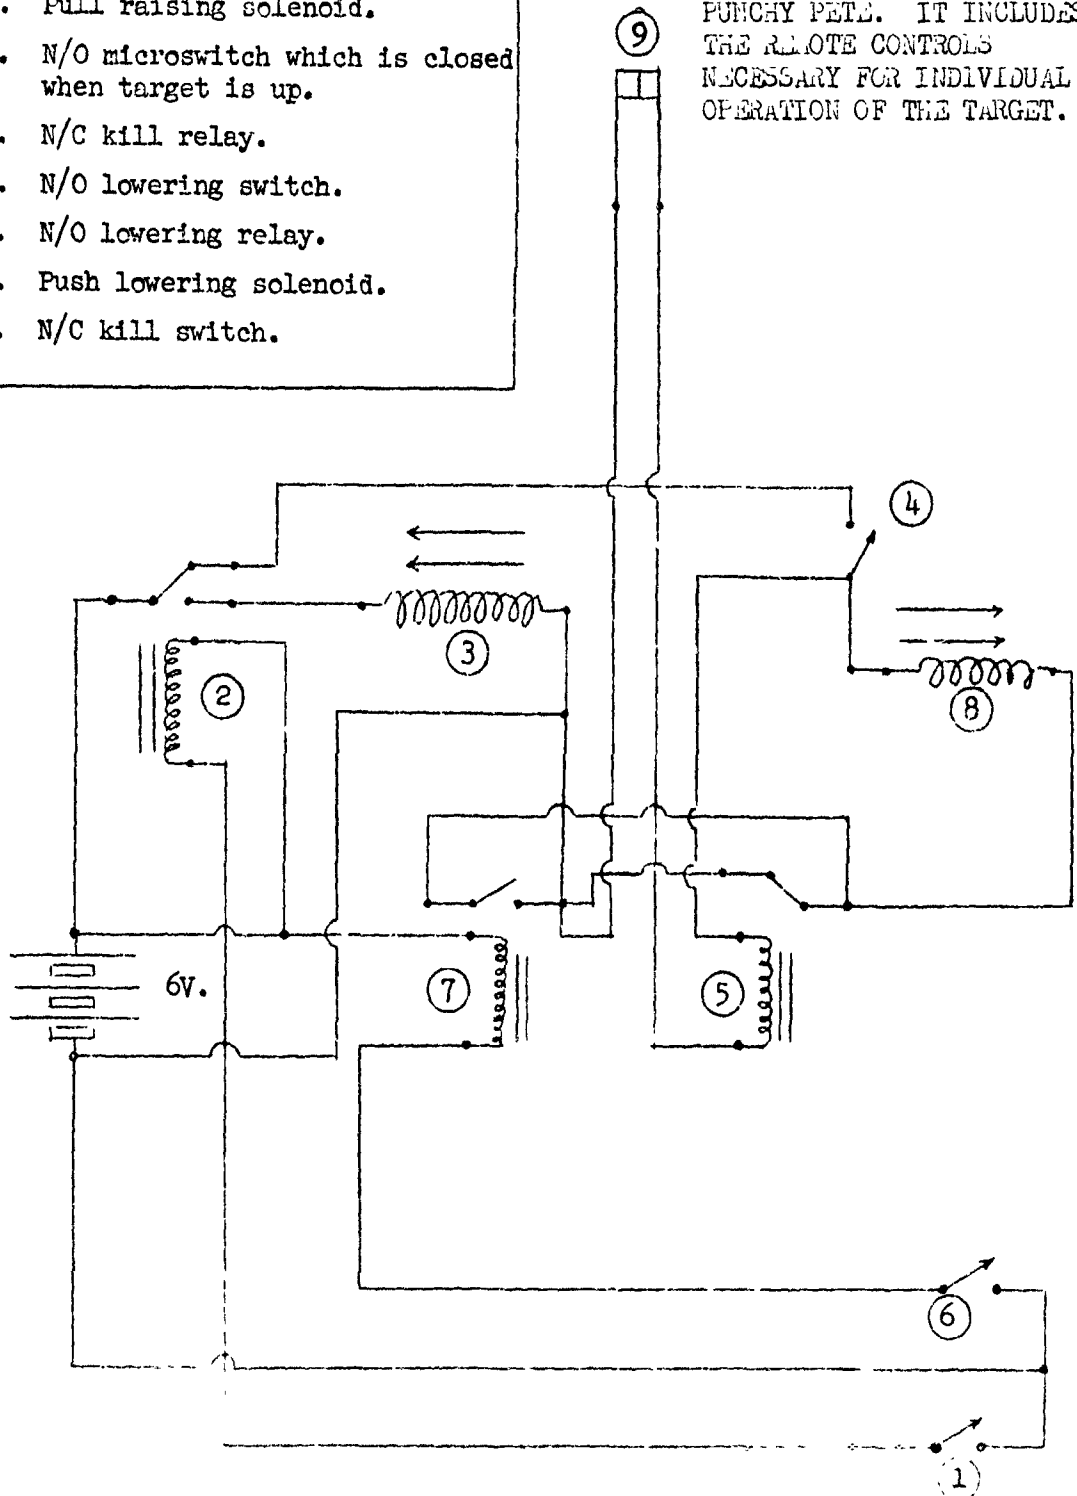 . Pull raising solenoid.
. N/O microswitch which is closed
when target is up.
. N/C kill relay.
. N/O lowering switch.
. N/O lowering relay.
. Push lowering solenoid.
. N/C kill switch.
9
PUNCHY PETE. IT INCLUDES
THE REMOTE CONTROLS
NECESSARY FOR INDIVIDUAL
OPERATION OF THE TARGET.
4
3
2
8
6V.
7
5
6
1